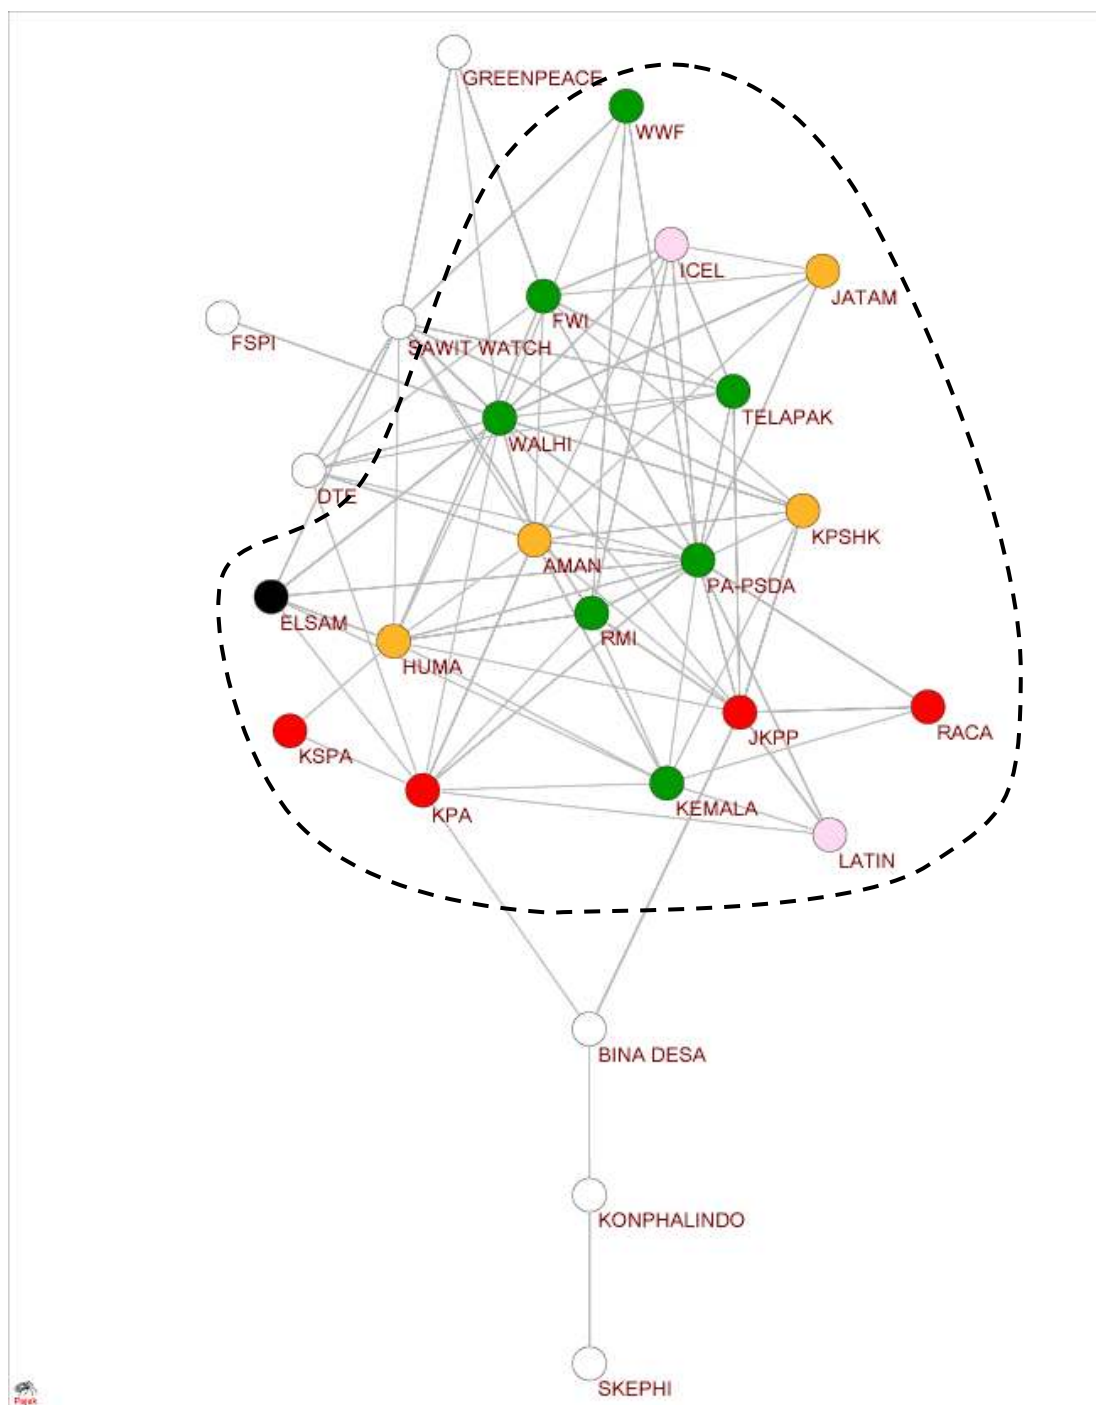 GREENPEACE
WWF
ICEL
JATAM
FWI
FSPI
SAWIT WATCH
TELAPAK
WALHI
DTE
KPSHK
AMAN
PA-PSDA
ELSAM
RMI
HUMA
RACA
JKPP
KSPA
KEMALA
KPA
LATIN
BINA DESA
KONPHALINDO
SKEPHI
Pajek